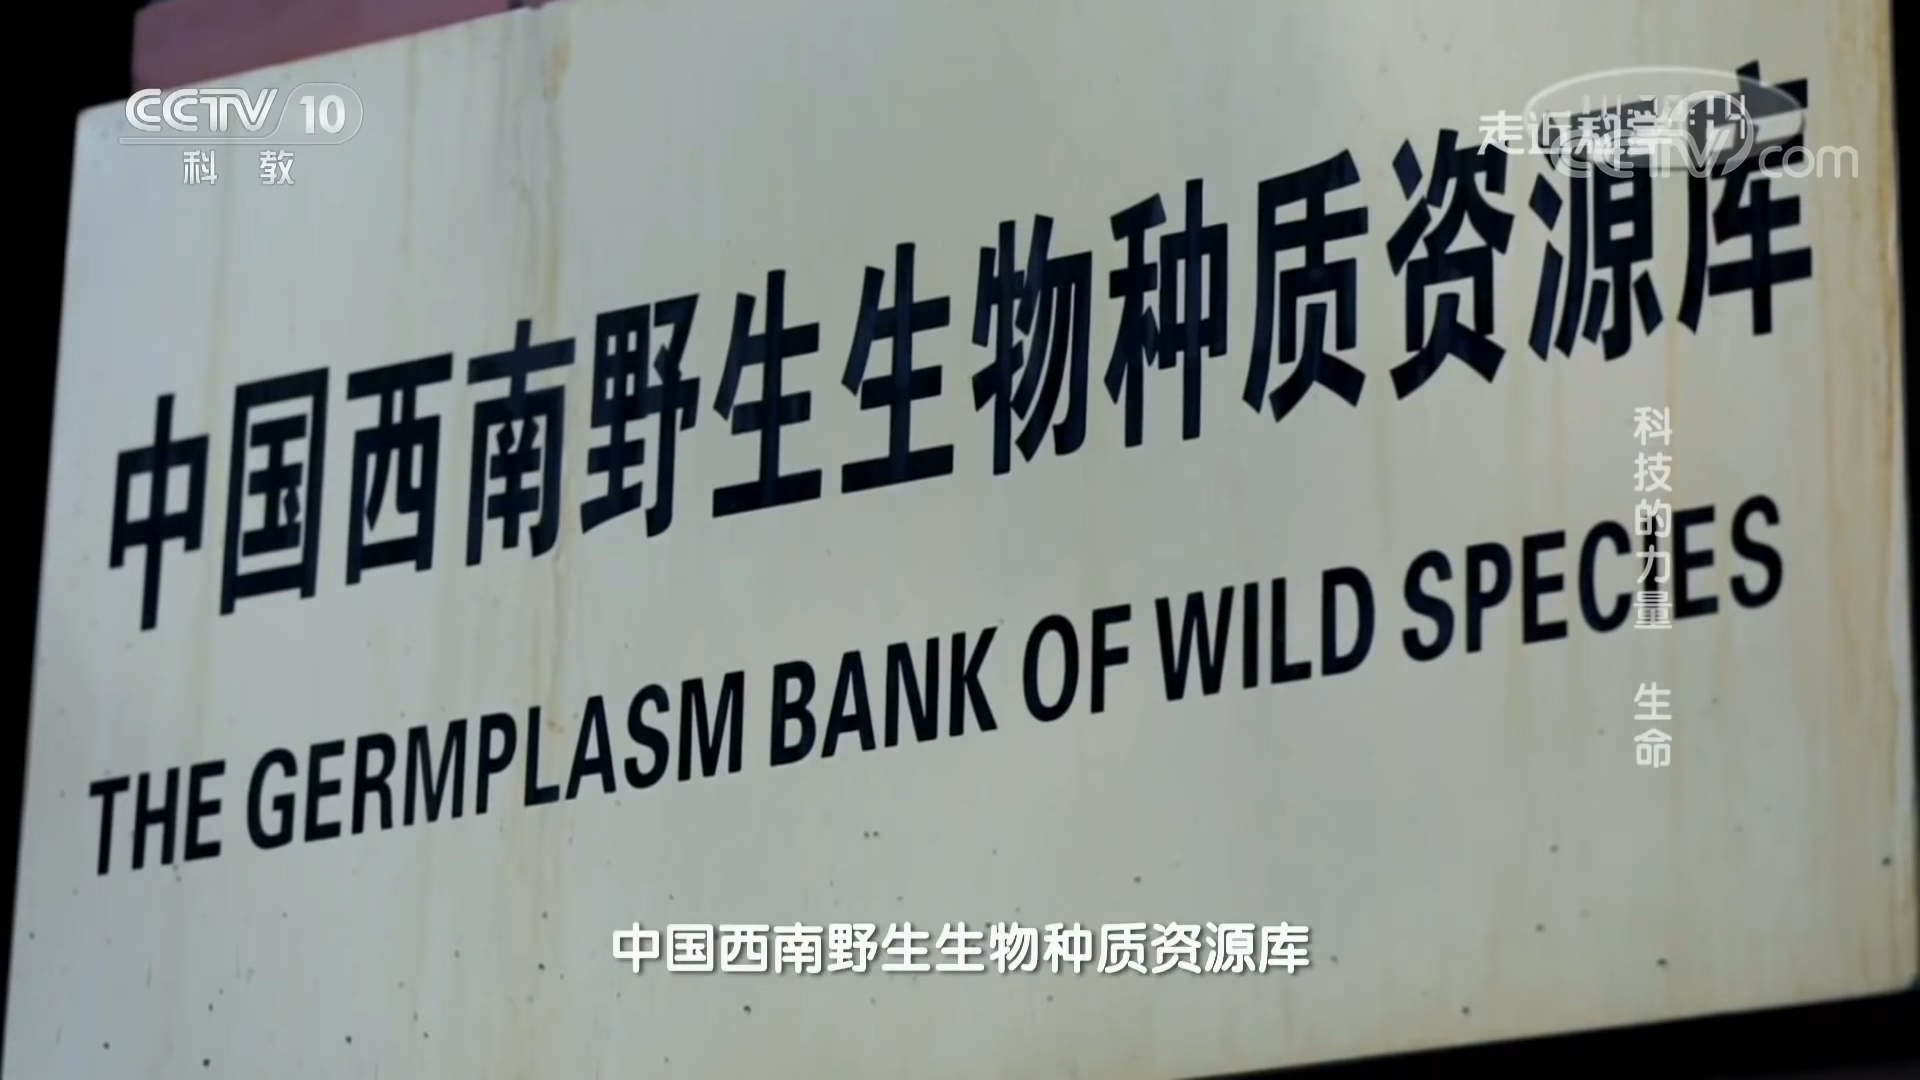 CCTV 10
科教
走近科学
CCTV.com
中国西南野生生物种质资源库
THE GERMPLASM BANK OF WILD SPECIES
科技的力量 生命
中国西南野生生物种质资源库